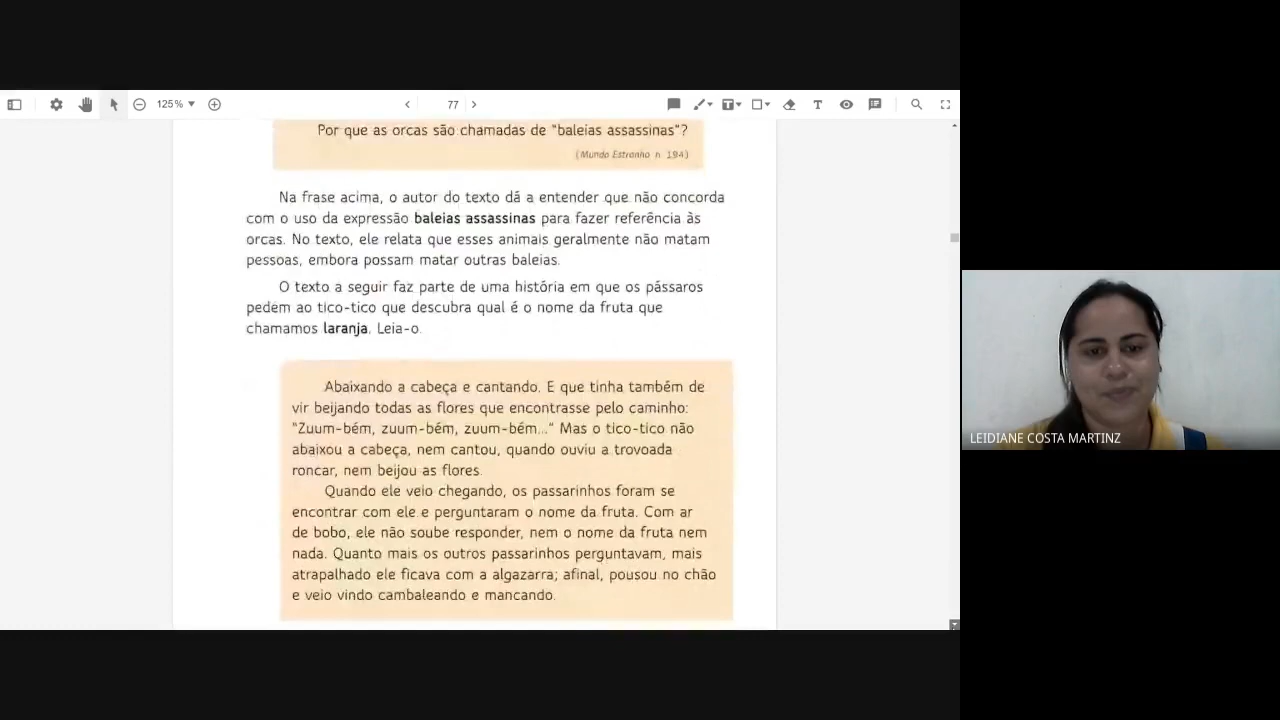 125%
77
Por que as orcas são chamadas de "baleias assassinas"?
(Mundo Estranho n. 194)
Na frase acima, o autor do texto dá a entender que não concorda
com o uso da expressão baleias assassinas para fazer referência às
orcas. No texto, ele relata que esses animais geralmente não matam
pessoas, embora possam matar outras baleias.
O texto a seguir faz parte de uma história em que os pássaros
pedem ao tico-tico que descubra qual é o nome da fruta que
chamamos laranja. Leia-o.
Abaixando a cabeça e cantando. E que tinha também de
vir beijando todas as flores que encontrasse pelo caminho:
"Zuum-bém, zuum-bém, zuum-bém..." Mas o tico-tico não
abaixou a cabeça, nem cantou, quando ouviu a trovoada
roncar, nem beijou as flores.
Quando ele veio chegando, os passarinhos foram se
encontrar com ele e perguntaram o nome da fruta. Com ar
de bobo, ele não soube responder, nem o nome da fruta nem
nada. Quanto mais os outros passarinhos perguntavam, mais
atrapalhado ele ficava com a algazarra; afinal, pousou no chão
e veio vindo cambaleando e mancando.
LEIDIANE COSTA MARTINZ